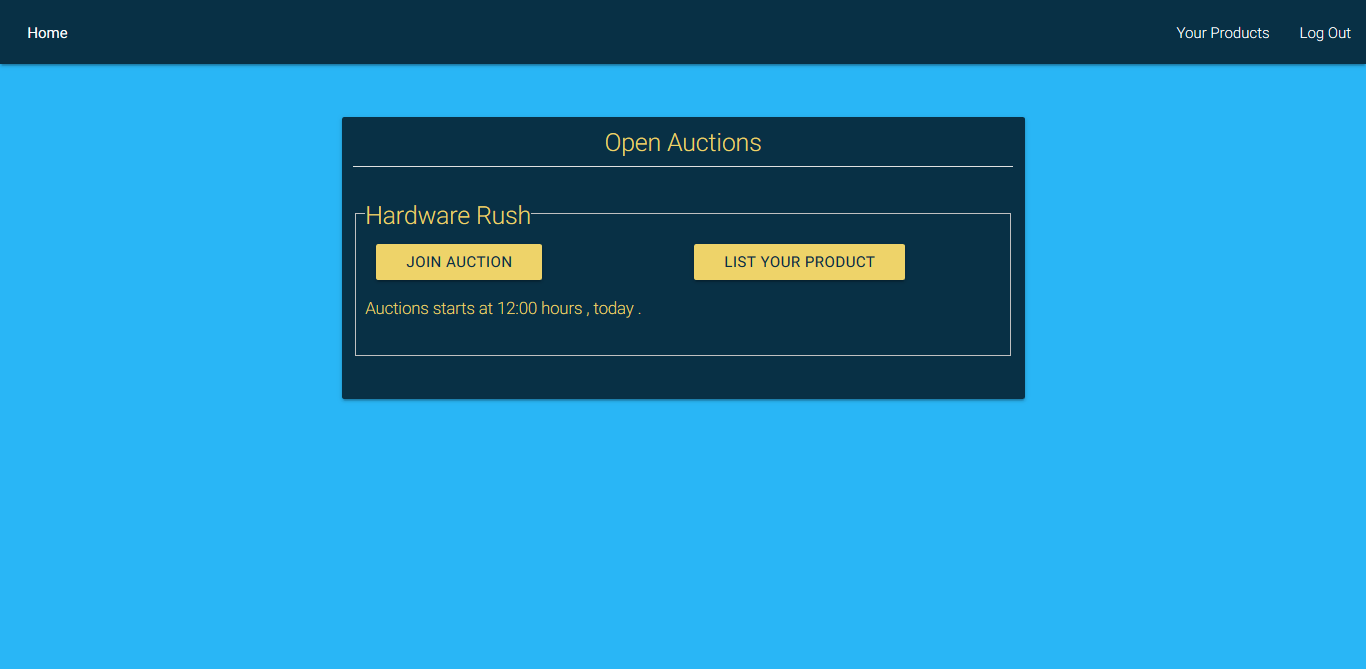 Home Your Products Log Out
Open Auctions
Hardware Rush
JOIN AUCTION LIST YOUR PRODUCT
Auctions starts at 12:00 hours , today .